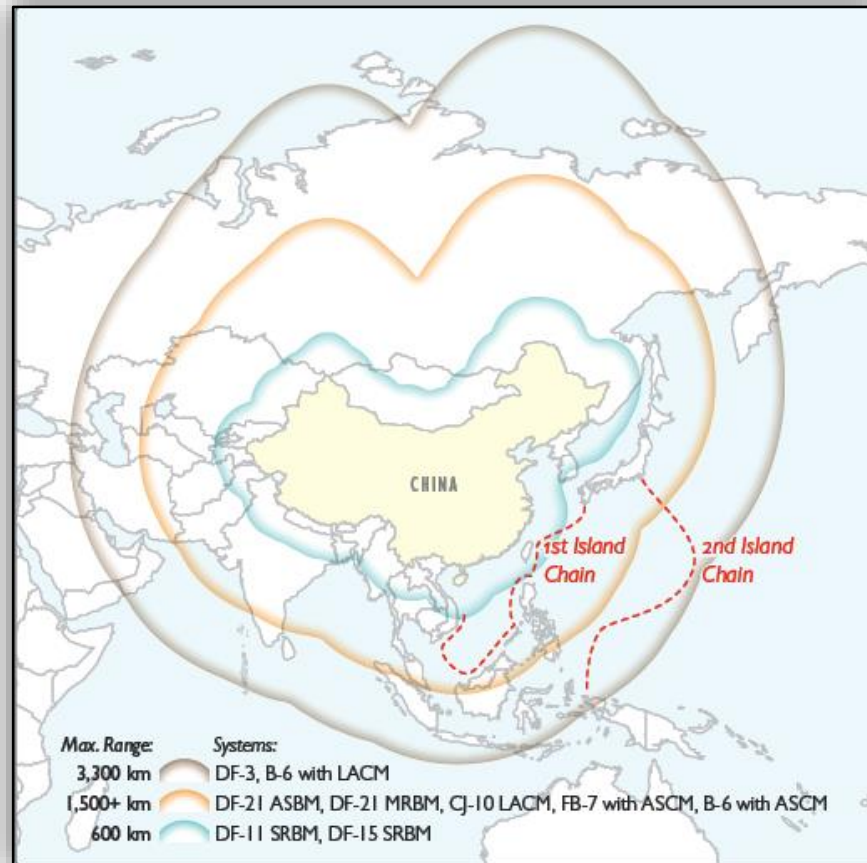 CHINA
1st Island
Chain
2nd Island
Chain
Max. Range: Systems:
3,300 km DF-3, B-6 with LACM
1,500+ km DF-21 ASBM, DF-21 MRBM, CJ-10 LACM, FB-7 with ASCM, B-6 with ASCM
600 km DF-11 SRBM, DF-15 SRBM